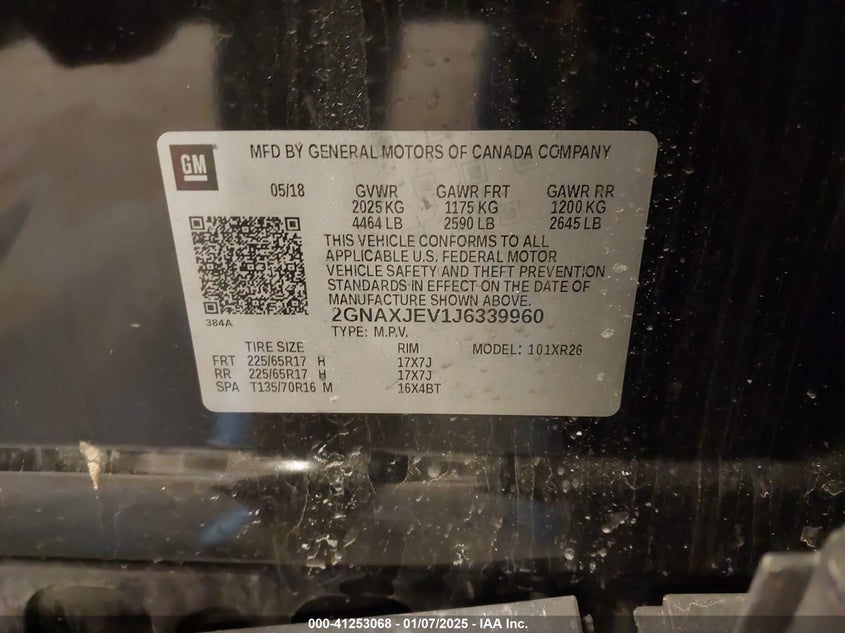 GM
MFD BY GENERAL MOTORS OF CANADA COMPANY
05/18 GVWR GAWR FRT GAWR RR
2025 KG 1175 KG 1200 KG
4464 LB 2590 LB 2645 LB
THIS VEHICLE CONFORMS TO ALL
APPLICABLE U.S. FEDERAL MOTOR
VEHICLE SAFETY AND THEFT PREVENTION
STANDARDS IN EFFECT ON THE DATE OF
MANUFACTURE SHOWN ABOVE.
384A
2GNAXJEV1J6339960
TYPE: M.P.V.
TIRE SIZE RIM MODEL: 101XR26
FRT 225/65R17 H 17X7J
RR 225/65R17 H 17X7J
SPA T135/70R16 M 16X4BT
000-41253068 - 01/07/2025 - IAA Inc.